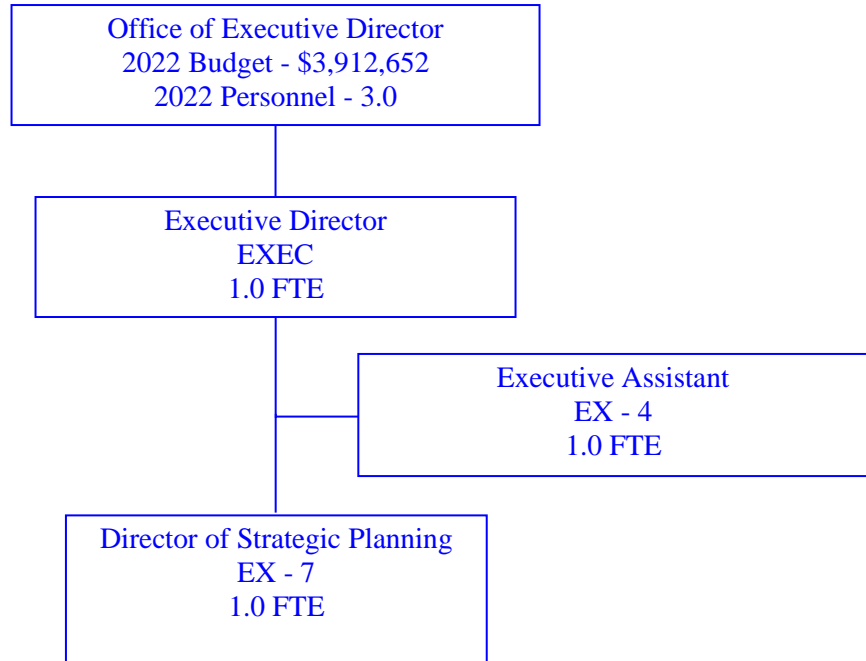 Office of Executive Director
2022 Budget - $3,912,652
2022 Personnel - 3.0
Executive Director
EXEC
1.0 FTE
Executive Assistant
EX - 4
1.0 FTE
Director of Strategic Planning
EX - 7
1.0 FTE